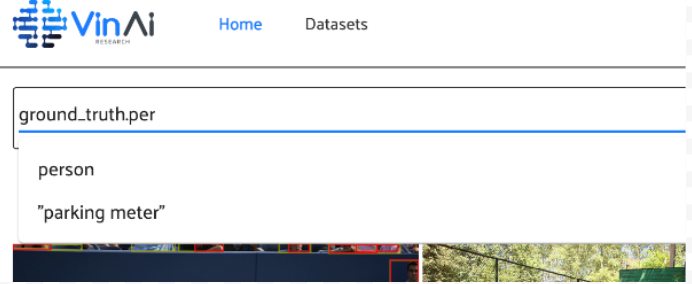 VinAi
RESEARCH
Home
Datasets
ground_truth.per
person
"parking meter"